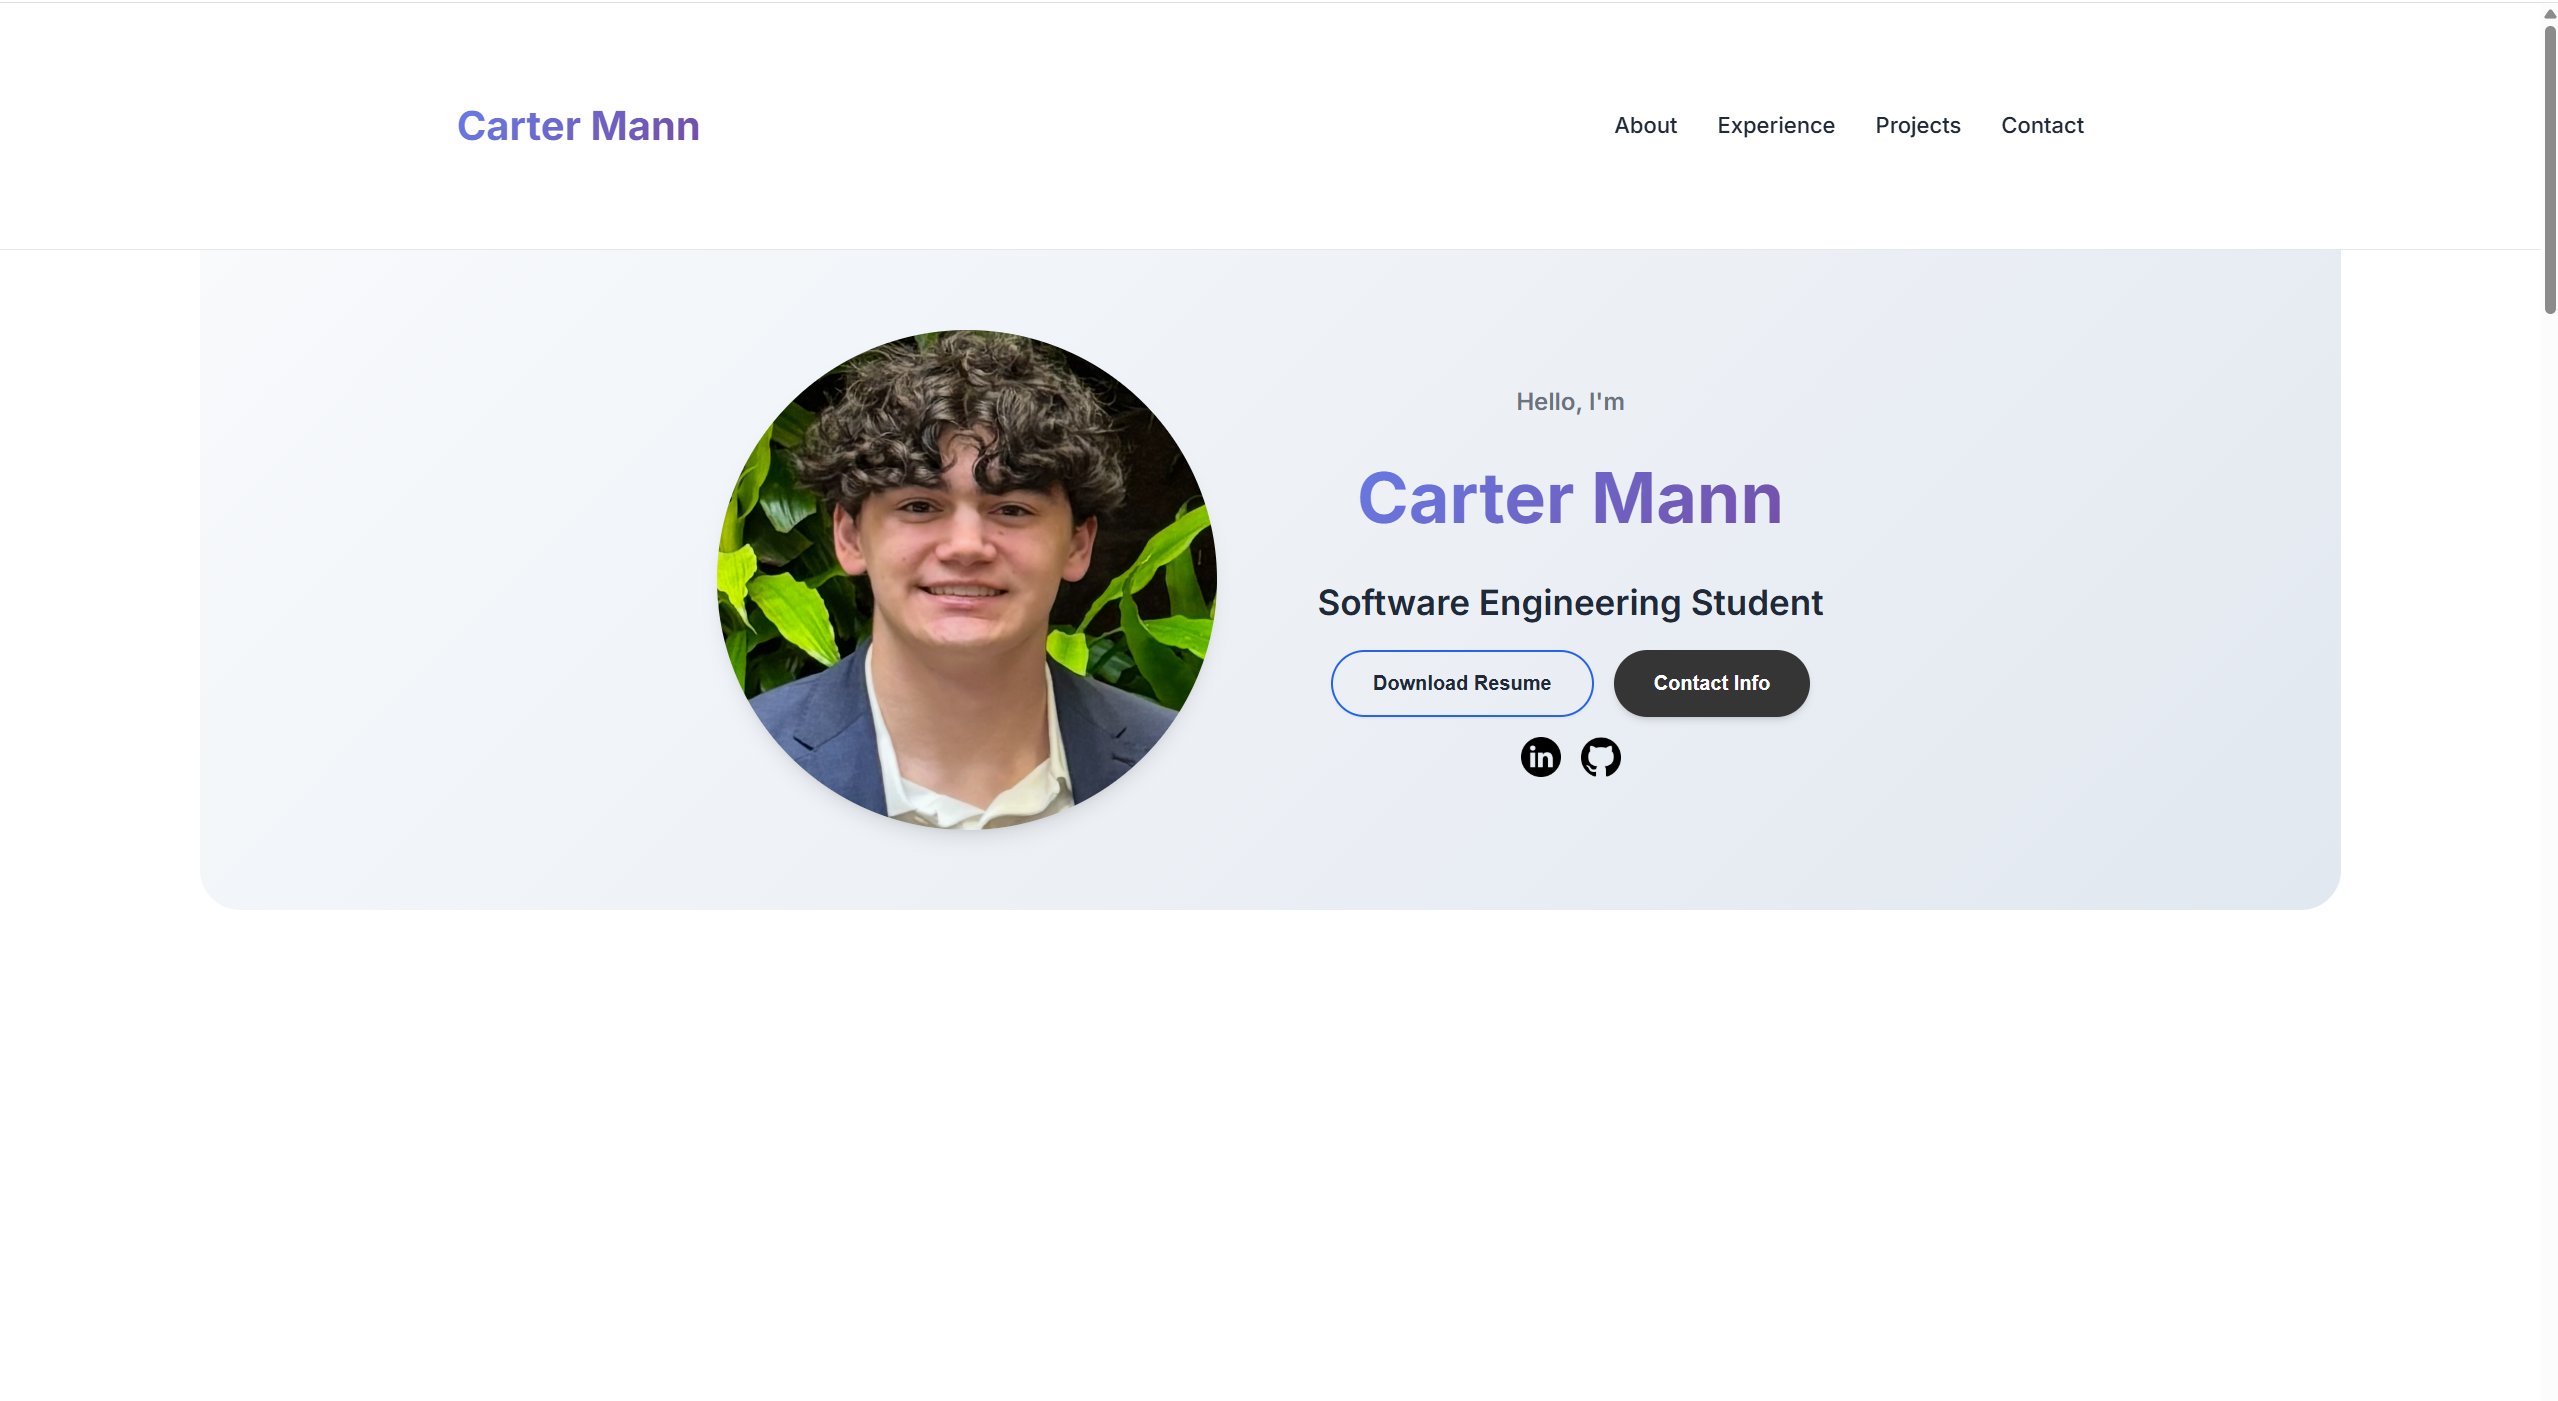 Carter Mann
About Experience Projects Contact
Hello, I'm
Carter Mann
Software Engineering Student
Download Resume Contact Info
in